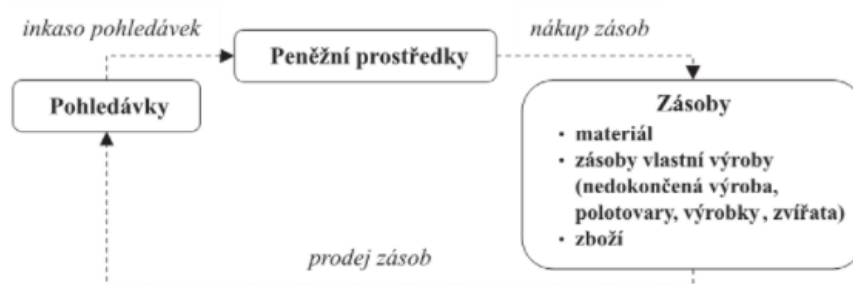 inkaso pohledávek
Peněžní prostředky
nákup zásob
Pohledávky
Zásoby
• materiál
• zásoby vlastní výroby
(nedokončená výroba,
polotovary, výrobky , zvířata)
• zboží
prodej zásob